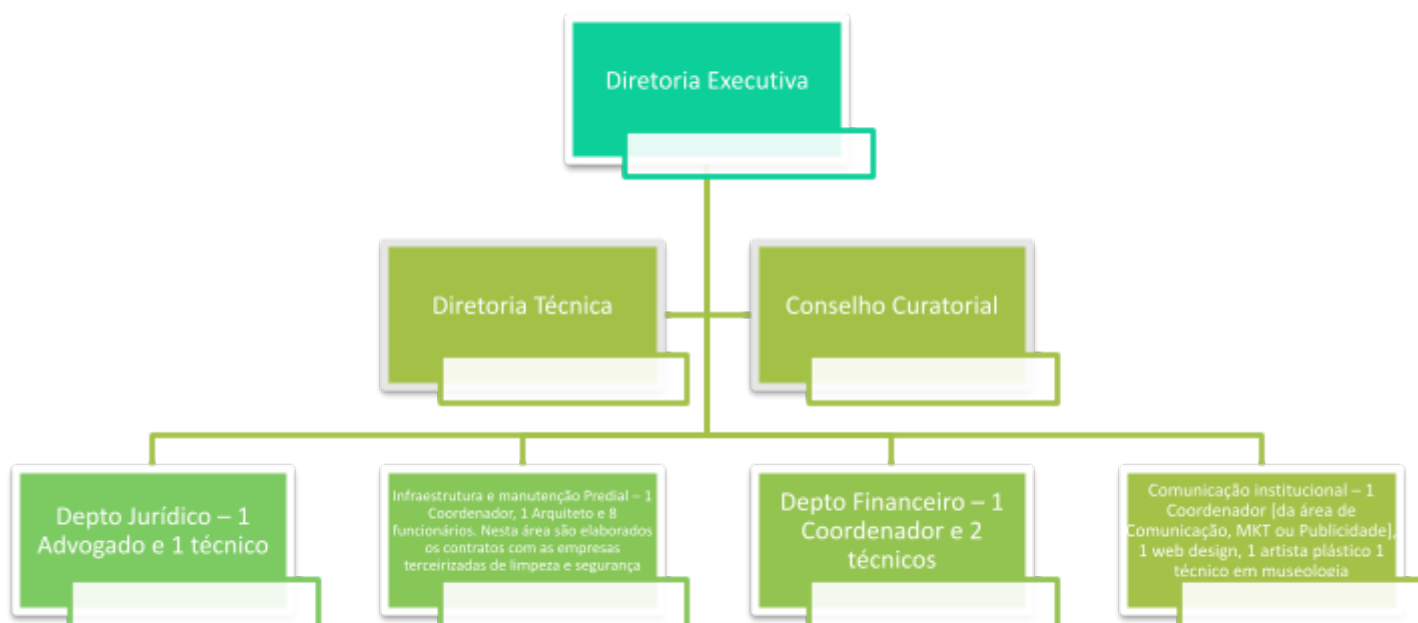 Diretoria Executiva
Diretoria Técnica
Conselho Curatorial
Depto Jurídico – 1
Advogado e 1 técnico
Infraestrutura e manutenção Predial – 1
Coordenador, 1 Arquiteto e 8
funcionários. Nesta área são elaborados
os contratos com as empresas
terceirizadas de limpeza e segurança
Depto Financeiro – 1
Coordenador e 2
técnicos
Comunicação institucional – 1
Coordenador [da área de
Comunicação, MKT ou Publicidade],
1 web design, 1 artista plástico 1
técnico em museologia